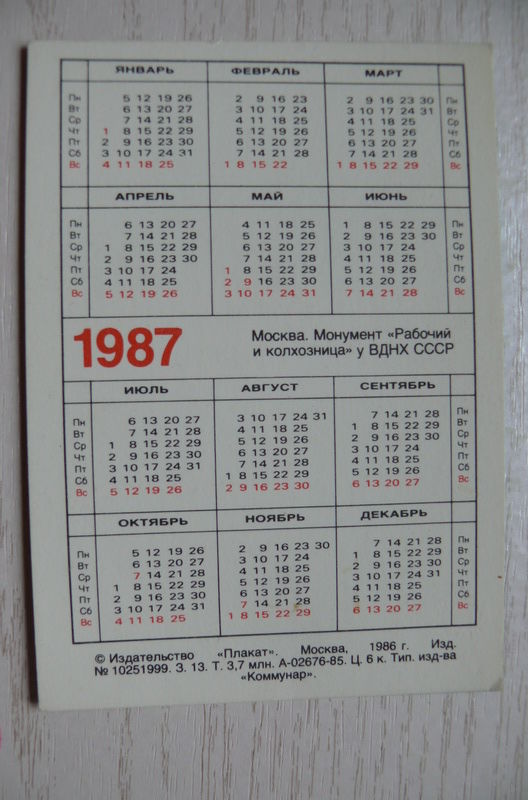 ЯНВАРЬ ФЕВРАЛЬ МАРТ
Пн 5 12 19 26 2 9 16 23 2 9 16 23 30 Пн
Вт 6 13 20 27 3 10 17 24 3 10 17 24 31 Вт
Ср 7 14 21 28 4 11 18 25 4 11 18 25 Ср
Чт 1 8 15 22 29 5 12 19 26 5 12 19 26 Чт
Пт 2 9 16 23 30 6 13 20 27 6 13 20 27 Пт
Сб 3 10 17 24 31 7 14 21 28 7 14 21 28 Сб
Вс 4 11 18 25 1 8 15 22 1 8 15 22 29 Вс
АПРЕЛЬ МАЙ ИЮНЬ
Пн 6 13 20 27 4 11 18 25 1 8 15 22 29 Пн
Вт 7 14 21 28 5 12 19 26 2 9 16 23 30 Вт
Ср 1 8 15 22 29 6 13 20 27 3 10 17 24 Ср
Чт 2 9 16 23 30 7 14 21 28 4 11 18 25 Чт
Пт 3 10 17 24 1 8 15 22 29 5 12 19 26 Пт
Сб 4 11 18 25 2 9 16 23 30 6 13 20 27 Сб
Вс 5 12 19 26 3 10 17 24 31 7 14 21 28 Вс
1987
Москва. Монумент «Рабочий
и колхозница» у ВДНХ СССР
ИЮЛЬ АВГУСТ СЕНТЯБРЬ
Пн 6 13 20 27 3 10 17 24 31 7 14 21 28 Пн
Вт 7 14 21 28 4 11 18 25 1 8 15 22 29 Вт
Ср 1 8 15 22 29 5 12 19 26 2 9 16 23 30 Ср
Чт 2 9 16 23 30 6 13 20 27 3 10 17 24 Чт
Пт 3 10 17 24 31 7 14 21 28 4 11 18 25 Пт
Сб 4 11 18 25 1 8 15 22 29 5 12 19 26 Сб
Вс 5 12 19 26 2 9 16 23 30 6 13 20 27 Вс
ОКТЯБРЬ НОЯБРЬ ДЕКАБРЬ
Пн 5 12 19 26 2 9 16 23 30 7 14 21 28 Пн
Вт 6 13 20 27 3 10 17 24 1 8 15 22 29 Вт
Ср 7 14 21 28 4 11 18 25 2 9 16 23 30 Ср
Чт 1 8 15 22 29 5 12 19 26 3 10 17 24 31 Чт
Пт 2 9 16 23 30 6 13 20 27 4 11 18 25 Пт
Сб 3 10 17 24 31 7 14 21 28 5 12 19 26 Сб
Вс 4 11 18 25 1 8 15 22 29 6 13 20 27 Вс
© Издательство «Плакат». Москва, 1986 г. Изд.
№ 10251999. З. 13. Т. 3,7 млн. А-02676-85. Ц. 6 к. Тип. изд-ва
«Коммунар».